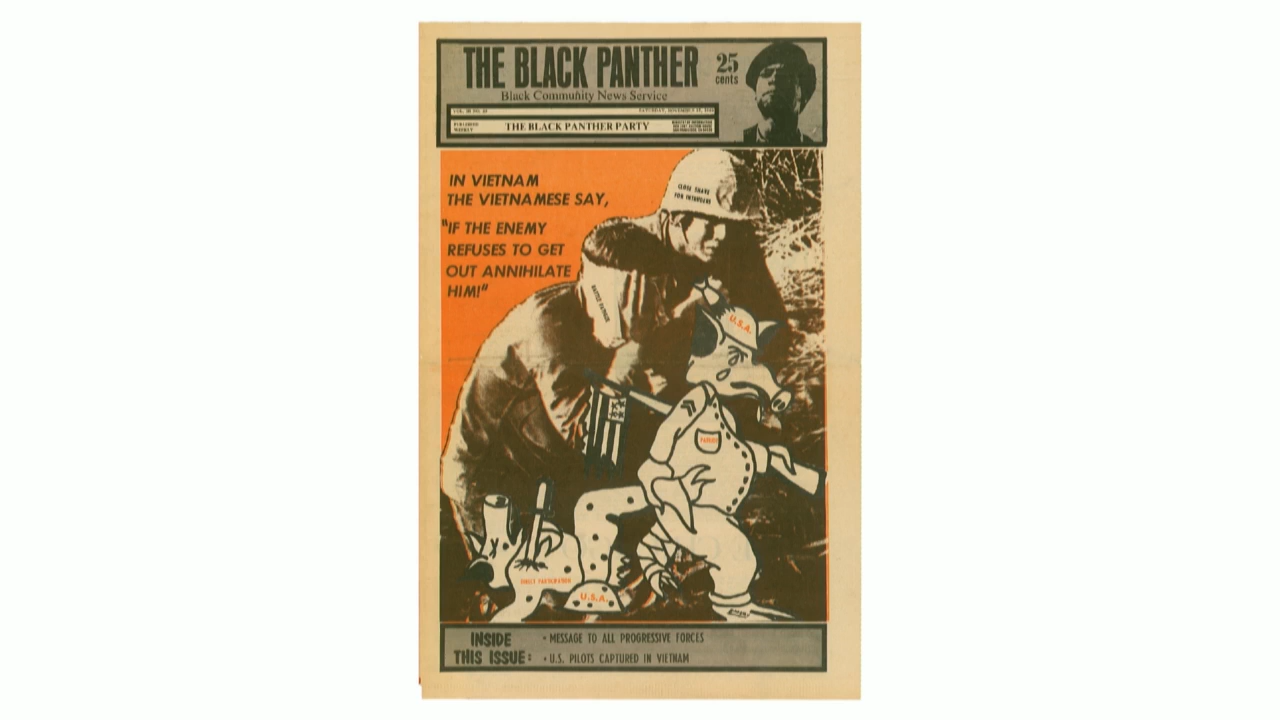 THE BLACK PANTHER
25
cents
Black Community News Service
THE BLACK PANTHER PARTY
IN VIETNAM
THE VIETNAMESE SAY,
"IF THE ENEMY
REFUSES TO GET
OUT ANNIHILATE
HIM!"
U.S.A.
U.S.A.
INSIDE
THIS ISSUE:
• MESSAGE TO ALL PROGRESSIVE FORCES
• U.S. PILOTS CAPTURED IN VIETNAM